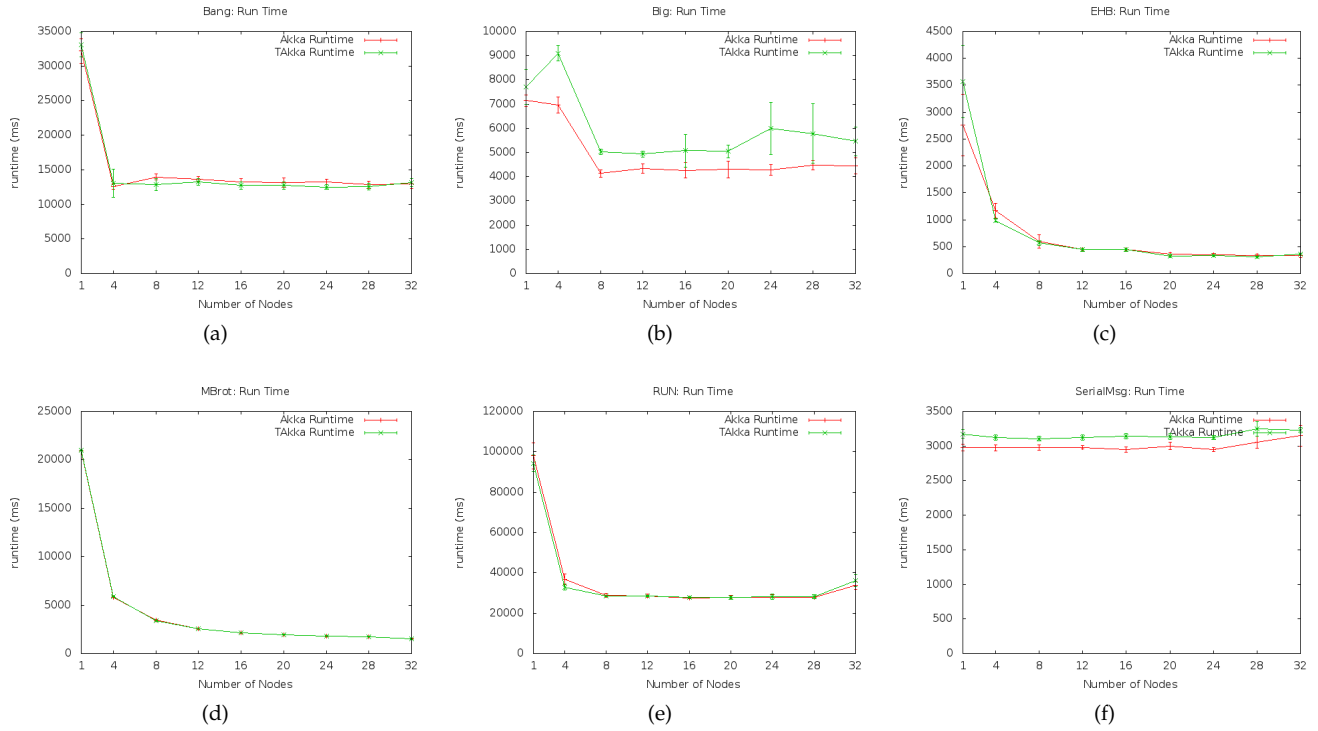 Bang: Run Time
35000
30000
25000
20000
15000
10000
5000
0
runtime (ms)
Akka Runtime
TAkka Runtime
1 4 8 12 16 20 24 28 32
Number of Nodes
(a)
Big: Run Time
10000
9000
8000
7000
6000
5000
4000
3000
2000
1000
0
runtime (ms)
Akka Runtime
TAkka Runtime
1 4 8 12 16 20 24 28 32
Number of Nodes
(b)
EHB: Run Time
4500
4000
3500
3000
2500
2000
1500
1000
500
0
runtime (ms)
Akka Runtime
TAkka Runtime
1 4 8 12 16 20 24 28 32
Number of Nodes
(c)
MBrot: Run Time
25000
20000
15000
10000
5000
0
runtime (ms)
Akka Runtime
TAkka Runtime
1 4 8 12 16 20 24 28 32
Number of Nodes
(d)
RUN: Run Time
120000
100000
80000
60000
40000
20000
0
runtime (ms)
Akka Runtime
TAkka Runtime
1 4 8 12 16 20 24 28 32
Number of Nodes
(e)
SerialMsg: Run Time
3500
3000
2500
2000
1500
1000
500
0
runtime (ms)
Akka Runtime
TAkka Runtime
1 4 8 12 16 20 24 28 32
Number of Nodes
(f)